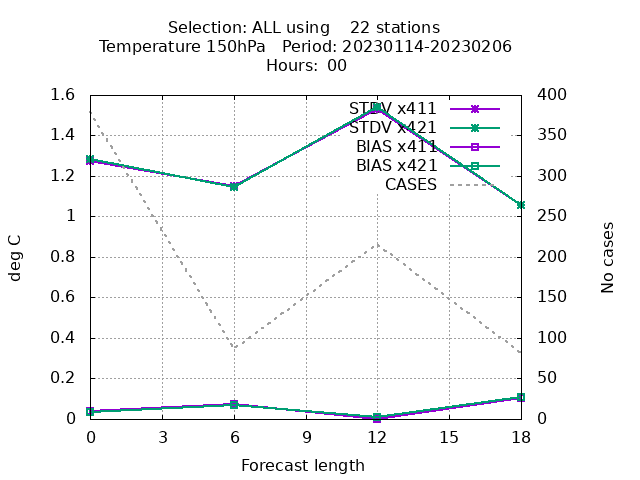 Selection: ALL using 22 stations
Temperature 150hPa Period: 20230114-20230206
Hours: 00
1.6
1.4
1.2
1
0.8
0.6
0.4
0.2
0
400
350
300
250
200
150
100
50
0
deg C
No cases
STDV x411
STDV x421
BIAS x411
BIAS x421
CASES
0 3 6 9 12 15 18
Forecast length